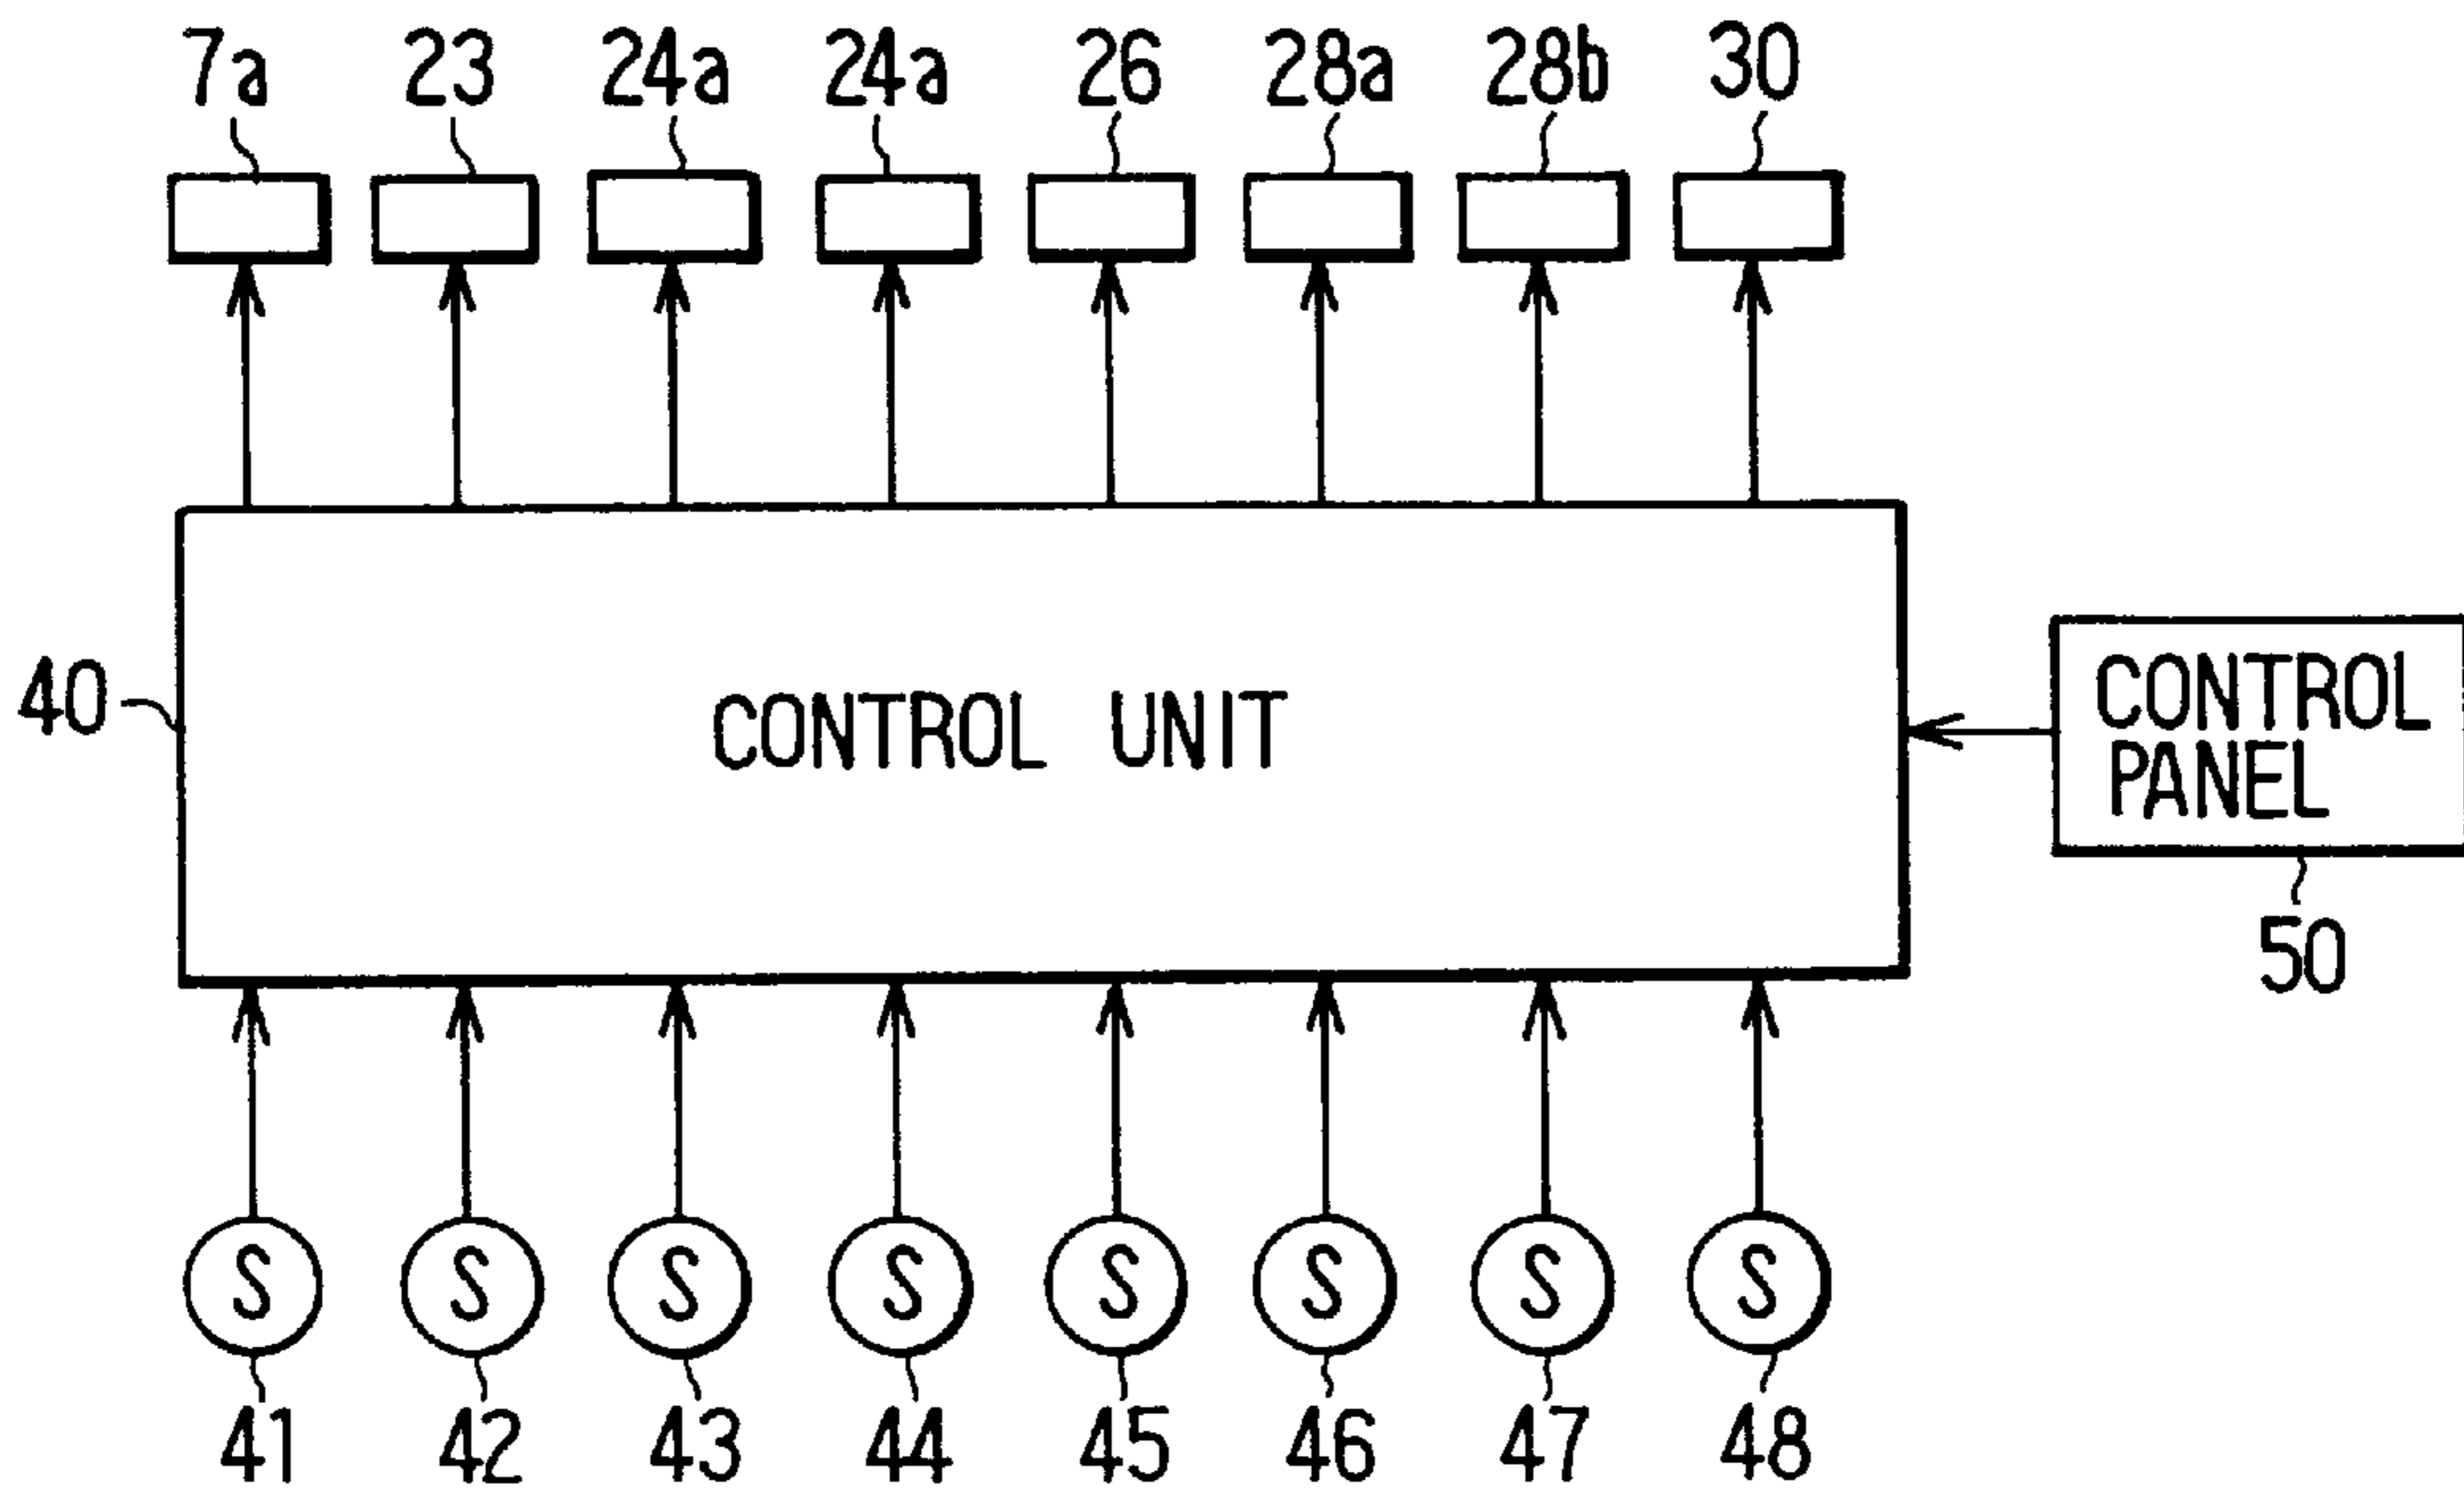 7a 23 24a 24a 26 28a 28b 30
40
CONTROL UNIT
CONTROL
PANEL
50
S S S S S S S S
41 42 43 44 45 46 47 48